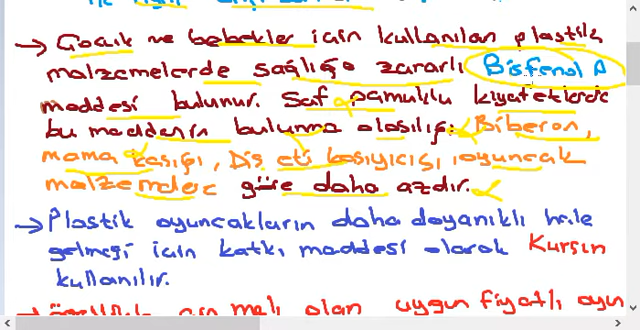 → Çocuk ve bebekler için kullanılan plastik
malzemelerde sağlığa zararlı Bisfenol A
maddesi bulunur. Saf pamuklu kıyafetlerde
bu maddenin bulunma olasılığı Biberon,
mama kaşığı, Diş eti kaşıyıcısı, oyuncak
malzemeler göre daha azdır.
→ Plastik oyuncakların daha dayanıklı hale
gelmesi için katkı maddesi olarak Kurşun
kullanılır.
→ olan uygun fiyatlı oyun